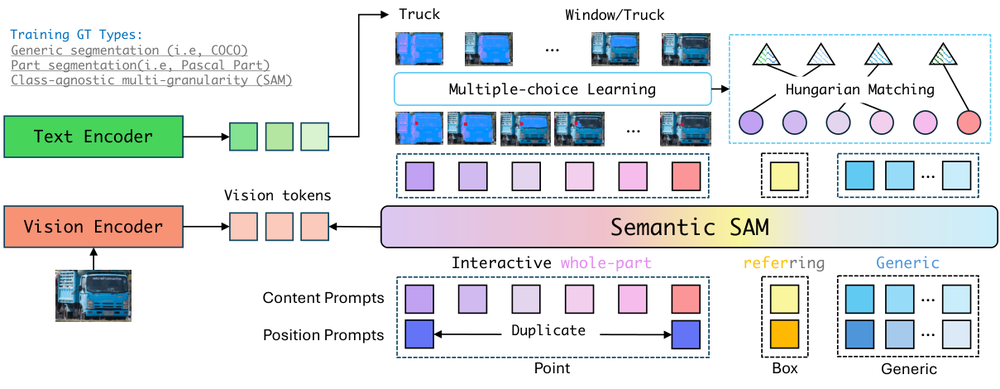 Training GT Types:
Generic segmentation (i.e, COCO)
Part segmentation(i.e, Pascal Part)
Class-agnostic multi-granularity (SAM)
Truck
Window/Truck
...
Multiple-choice Learning
Hungarian Matching
Text Encoder
...
Vision tokens
...
Vision Encoder
Semantic SAM
Interactive whole-part
referring
Generic
Content Prompts
...
Position Prompts
Duplicate
...
Point
Box
Generic